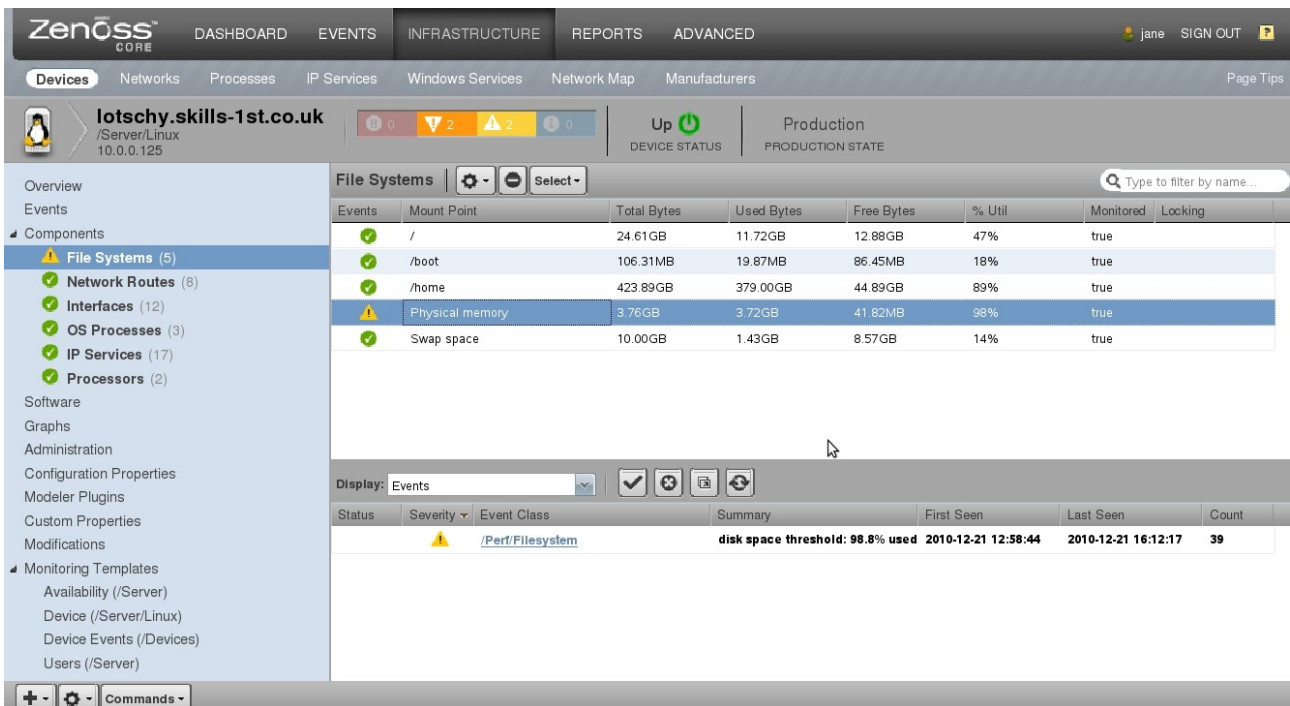 Zenōss™ CORE DASHBOARD EVENTS INFRASTRUCTURE REPORTS ADVANCED jane SIGN OUT ?
Devices Networks Processes IP Services Windows Services Network Map Manufacturers Page Tips
lotschy.skills-1st.co.uk
/Server/Linux
10.0.0.125
0 2 2 0
Up
DEVICE STATUS
Production
PRODUCTION STATE
Overview
Events
Components
File Systems (5)
Network Routes (8)
Interfaces (12)
OS Processes (3)
IP Services (17)
Processors (2)
Software
Graphs
Administration
Configuration Properties
Modeler Plugins
Custom Properties
Modifications
Monitoring Templates
Availability (/Server)
Device (/Server/Linux)
Device Events (/Devices)
Users (/Server)
Commands
File Systems Select Type to filter by name...
Events Mount Point Total Bytes Used Bytes Free Bytes % Util Monitored Locking
/ 24.61GB 11.72GB 12.88GB 47% true
/boot 106.31MB 19.87MB 86.45MB 18% true
/home 423.89GB 379.00GB 44.89GB 89% true
Physical memory 3.76GB 3.72GB 41.82MB 98% true
Swap space 10.00GB 1.43GB 8.57GB 14% true
Display: Events
Status Severity Event Class Summary First Seen Last Seen Count
/Perf/Filesystem disk space threshold: 98.8% used 2010-12-21 12:58:44 2010-12-21 16:12:17 39